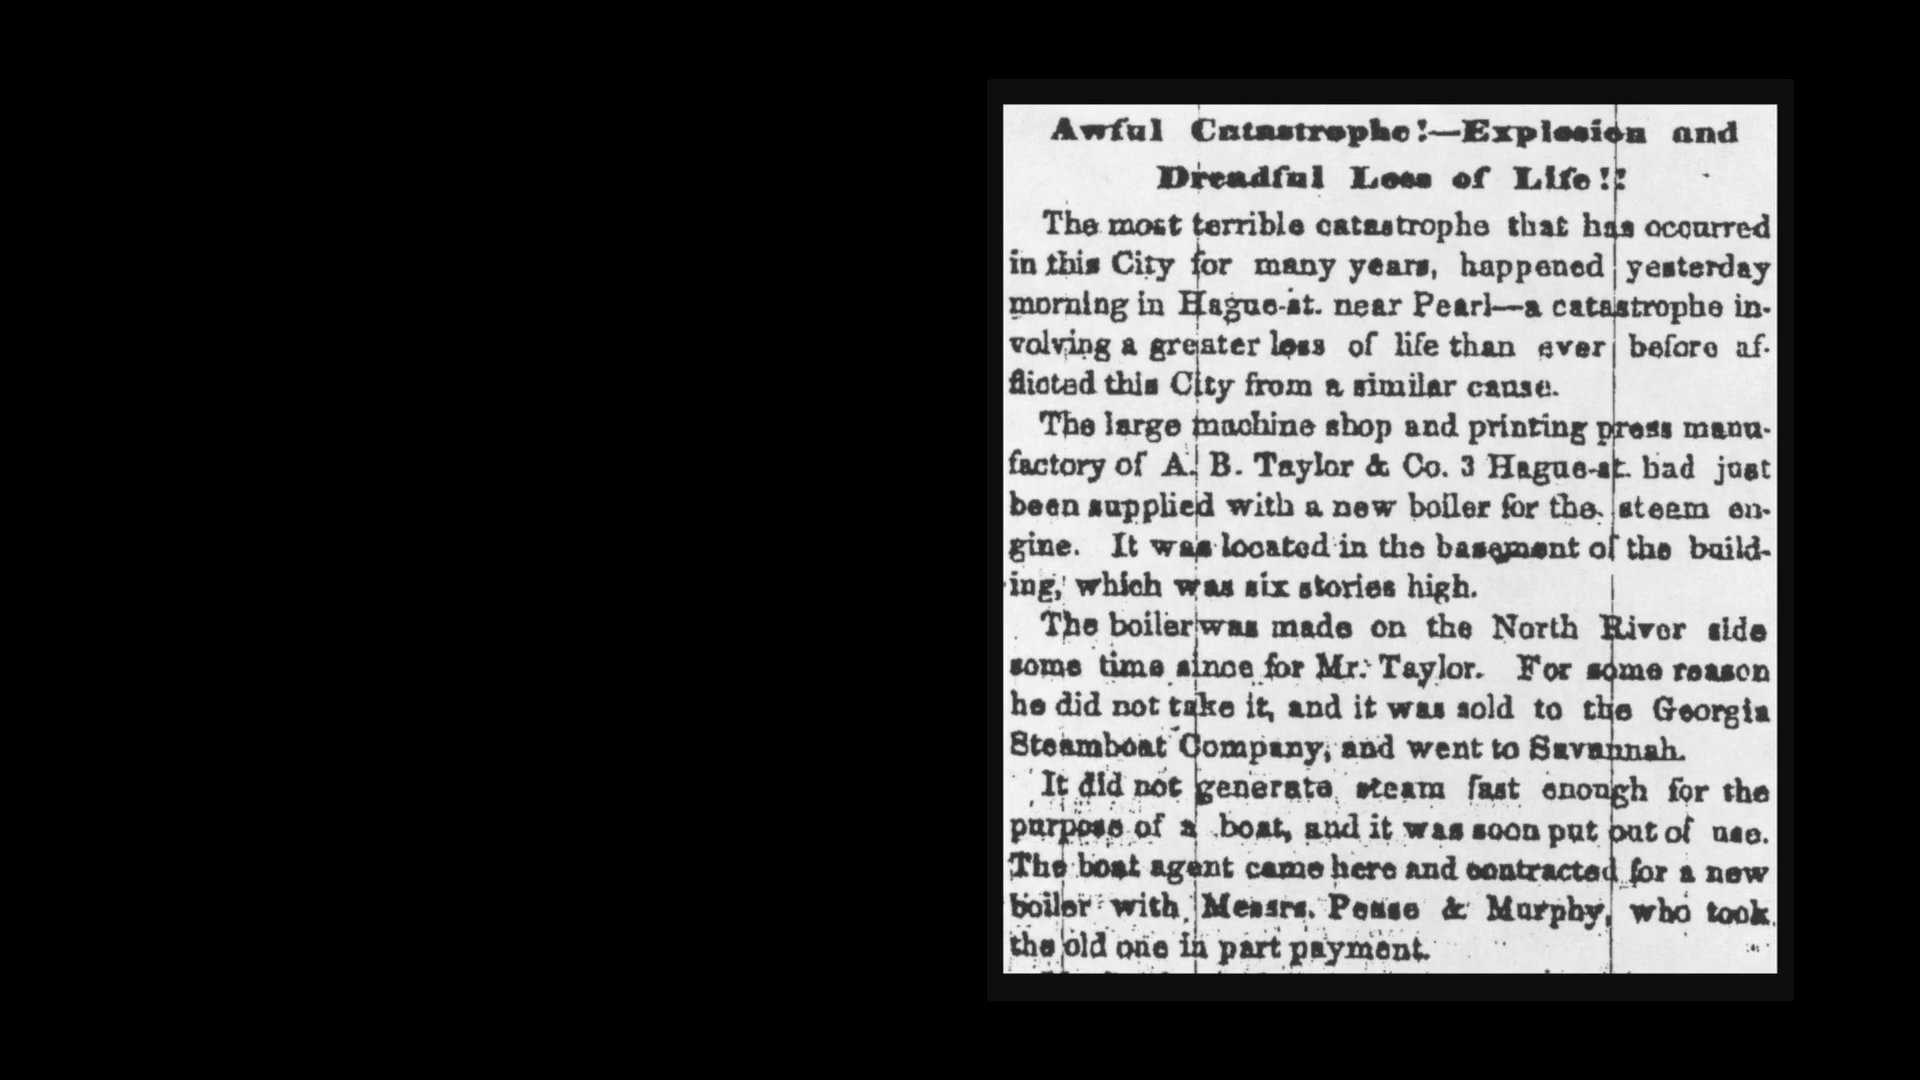 Awful Catastrophe!—Explosion and
Dreadful Loss of Life!!
The most terrible catastrophe that has occurred
in this City for many years, happened yesterday
morning in Hague-st. near Pearl—a catastrophe in-
volving a greater loss of life than ever before af-
flicted this City from a similar cause.
The large machine shop and printing press manu-
factory of A. B. Taylor & Co. 3 Hague-st. had just
been supplied with a new boiler for the steam en-
gine. It was located in the basement of the build-
ing, which was six stories high.
The boiler was made on the North River side
some time since for Mr. Taylor. For some reason
he did not take it, and it was sold to the Georgia
Steamboat Company, and went to Savannah.
It did not generate steam fast enough for the
purpose of a boat, and it was soon put out of use.
The boat agent came here and contracted for a new
boiler with Messrs. Pease & Murphy, who took
the old one in part payment.